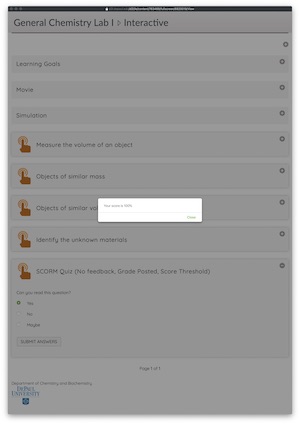 General Chemistry Lab I Interactive
Learning Goals
Movie
Simulation
Measure the volume of an object
Objects of similar mass
Objects of similar vo
Your score is 100%
Identify the unknown materials
SCORM Quiz (No feedback, Grade Posted, Score Threshold)
Can you read this question?
Yes
No
Maybe
SUBMIT ANSWERS
Page 1 of 1
Department of Chemistry and Biochemistry
DEPAUL
UNIVERSITY